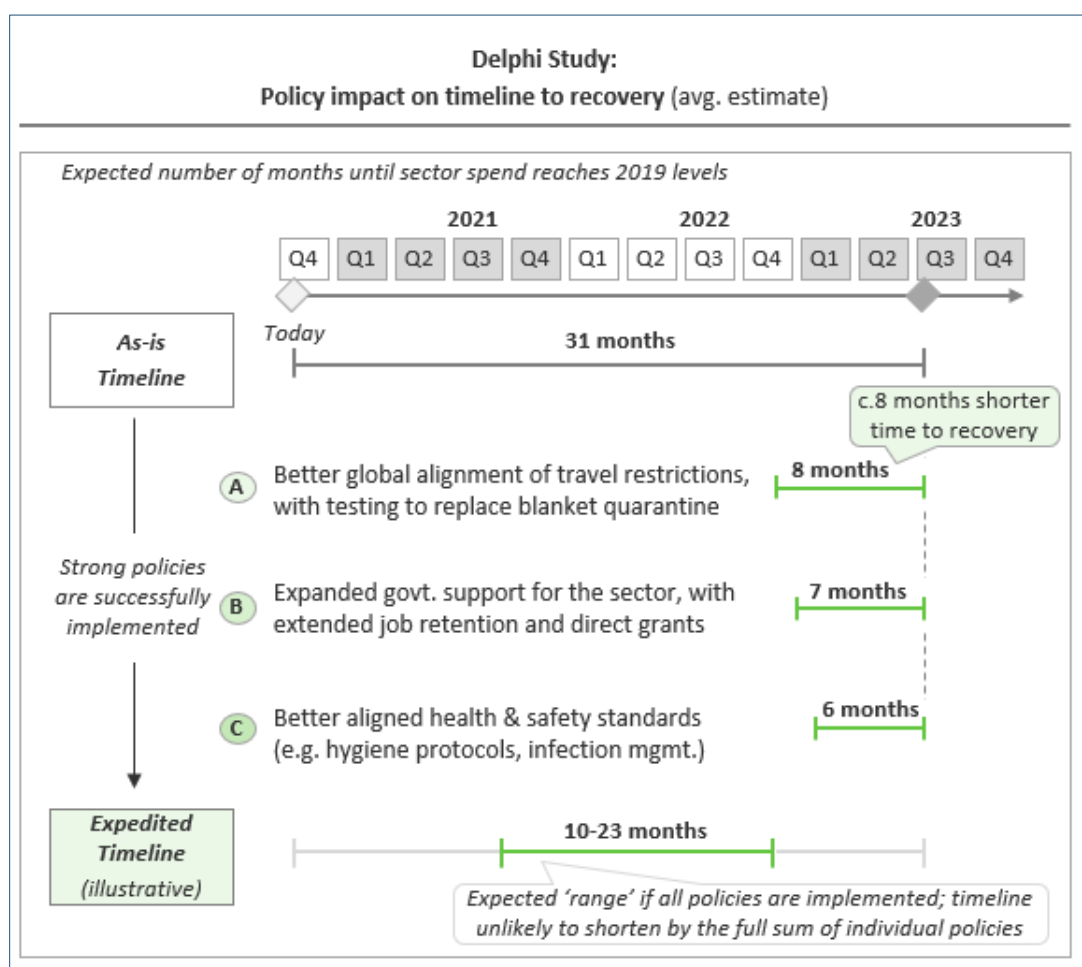 Delphi Study:
Policy impact on timeline to recovery (avg. estimate)
Expected number of months until sector spend reaches 2019 levels
2021 2022 2023
Q4 Q1 Q2 Q3 Q4 Q1 Q2 Q3 Q4 Q1 Q2 Q3 Q4
Today
As-is
Timeline
31 months
c.8 months shorter
time to recovery
A
Better global alignment of travel restrictions,
with testing to replace blanket quarantine
8 months
Strong policies
are successfully
implemented
B
Expanded govt. support for the sector, with
extended job retention and direct grants
7 months
C
Better aligned health & safety standards
(e.g. hygiene protocols, infection mgmt.)
6 months
Expedited
Timeline
(illustrative)
10-23 months
Expected ‘range’ if all policies are implemented; timeline
unlikely to shorten by the full sum of individual policies